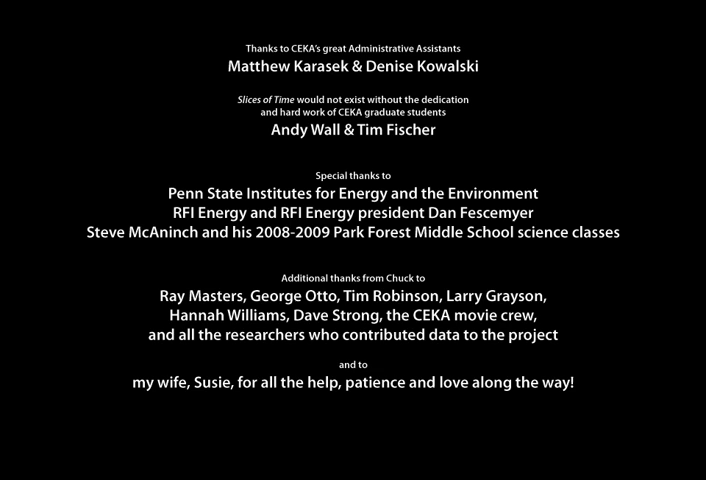 Thanks to CEKA's great Administrative Assistants
Matthew Karasek & Denise Kowalski
Slices of Time would not exist without the dedication
and hard work of CEKA graduate students
Andy Wall & Tim Fischer
Special thanks to
Penn State Institutes for Energy and the Environment
RFI Energy and RFI Energy president Dan Fescemyer
Steve McAninch and his 2008-2009 Park Forest Middle School science classes
Additional thanks from Chuck to
Ray Masters, George Otto, Tim Robinson, Larry Grayson,
Hannah Williams, Dave Strong, the CEKA movie crew,
and all the researchers who contributed data to the project
and to
my wife, Susie, for all the help, patience and love along the way!